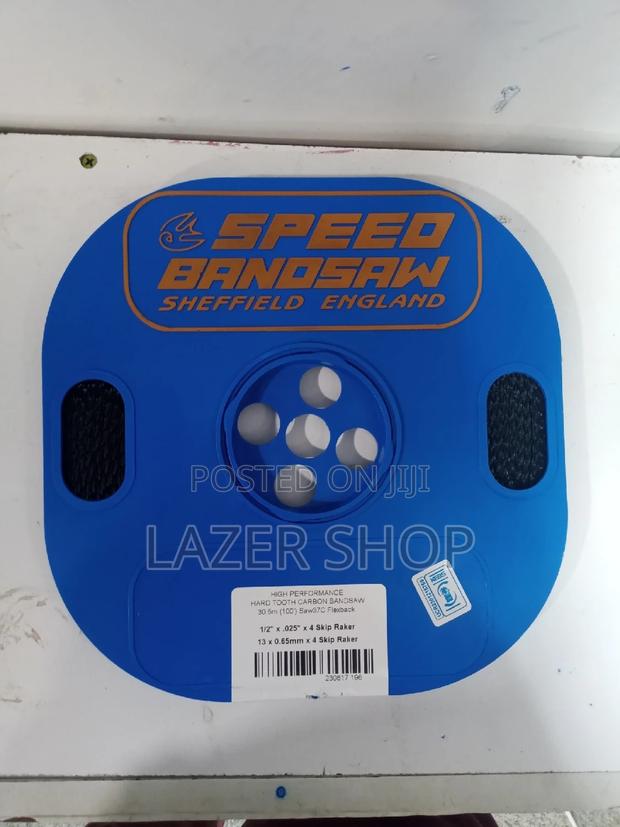 SPEED
BANDSAW
SHEFFIELD ENGLAND
POSTED ON JIJI
LAZER SHOP
HIGH PERFORMANCE
HARD TOOTH CARBON BANDSAW
30.5m (100') Saw37C Flexback
1/2" x .025" x 4 Skip Raker
13 x 0.65mm x 4 Skip Raker
230817 196